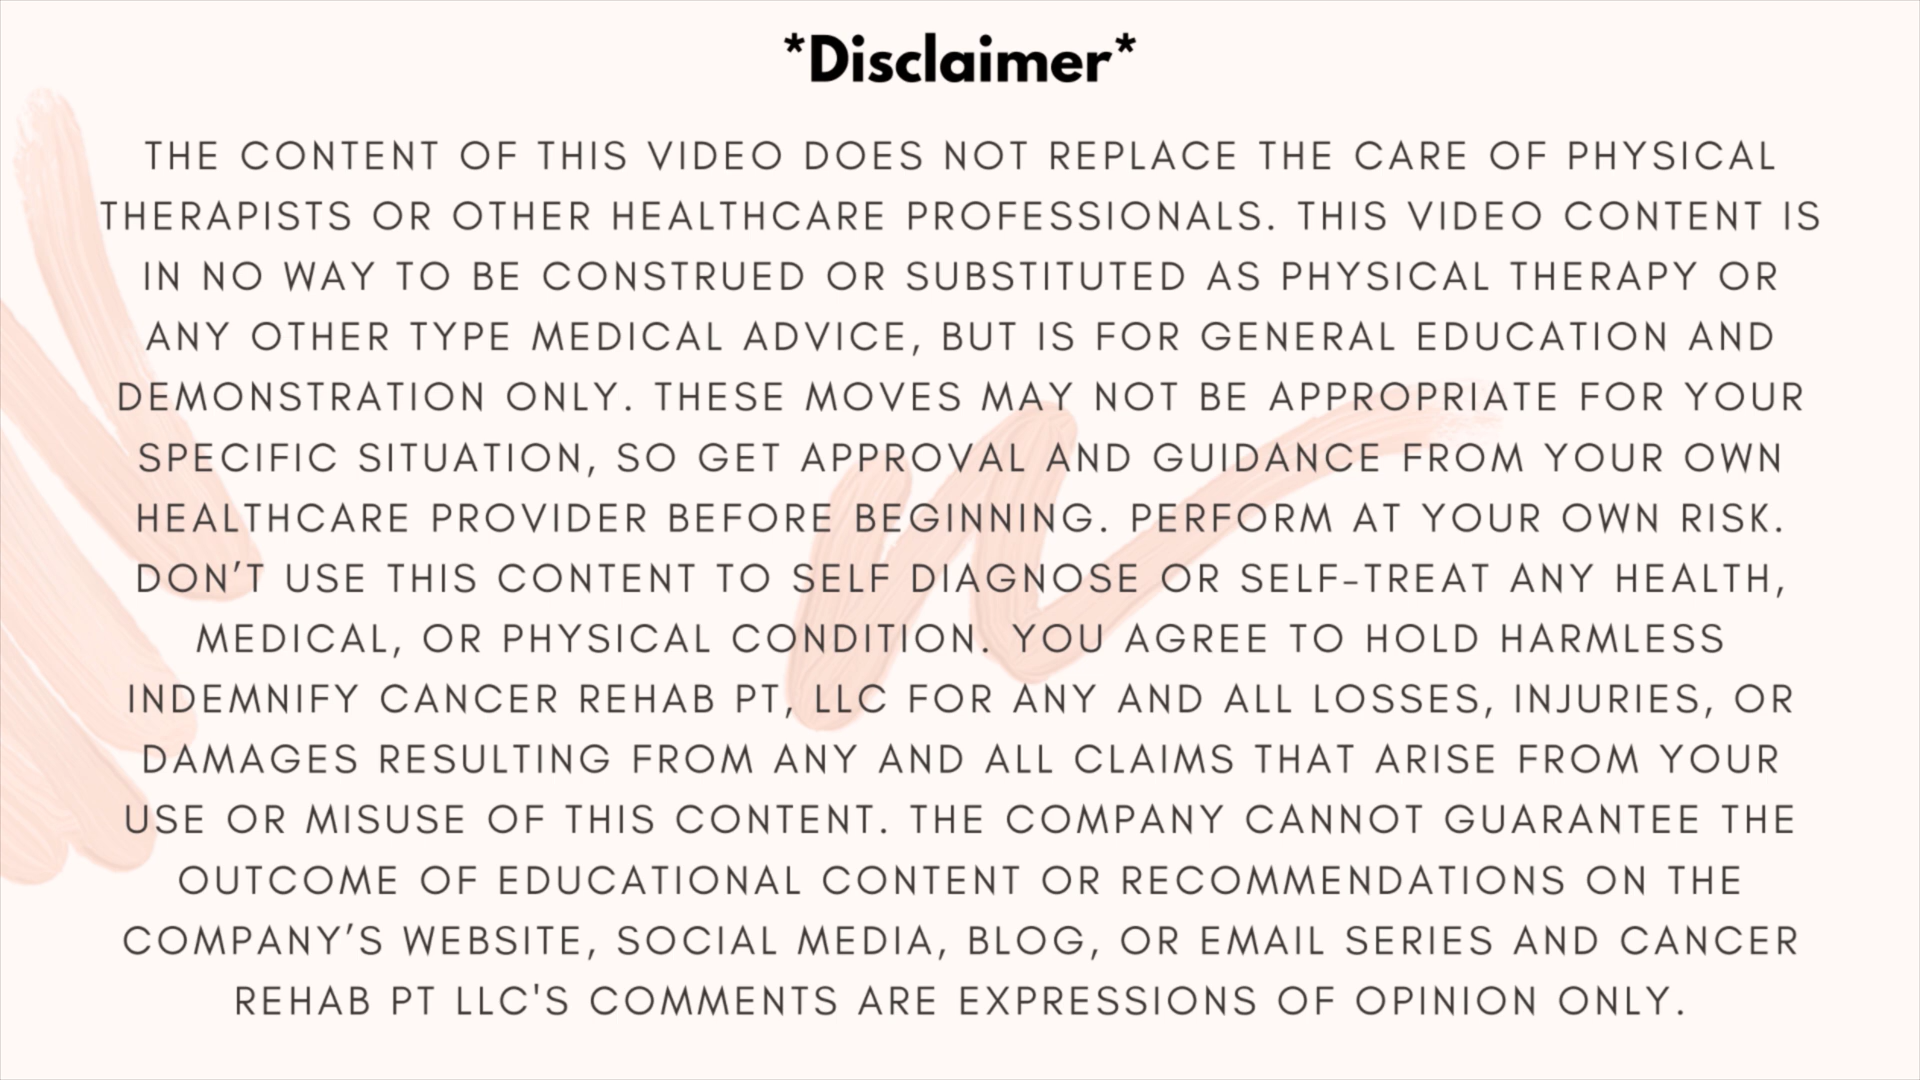 *Disclaimer*
THE CONTENT OF THIS VIDEO DOES NOT REPLACE THE CARE OF PHYSICAL
THERAPISTS OR OTHER HEALTHCARE PROFESSIONALS. THIS VIDEO CONTENT IS
IN NO WAY TO BE CONSTRUED OR SUBSTITUTED AS PHYSICAL THERAPY OR
ANY OTHER TYPE MEDICAL ADVICE, BUT IS FOR GENERAL EDUCATION AND
DEMONSTRATION ONLY. THESE MOVES MAY NOT BE APPROPRIATE FOR YOUR
SPECIFIC SITUATION, SO GET APPROVAL AND GUIDANCE FROM YOUR OWN
HEALTHCARE PROVIDER BEFORE BEGINNING. PERFORM AT YOUR OWN RISK.
DON’T USE THIS CONTENT TO SELF DIAGNOSE OR SELF-TREAT ANY HEALTH,
MEDICAL, OR PHYSICAL CONDITION. YOU AGREE TO HOLD HARMLESS
INDEMNIFY CANCER REHAB PT, LLC FOR ANY AND ALL LOSSES, INJURIES, OR
DAMAGES RESULTING FROM ANY AND ALL CLAIMS THAT ARISE FROM YOUR
USE OR MISUSE OF THIS CONTENT. THE COMPANY CANNOT GUARANTEE THE
OUTCOME OF EDUCATIONAL CONTENT OR RECOMMENDATIONS ON THE
COMPANY’S WEBSITE, SOCIAL MEDIA, BLOG, OR EMAIL SERIES AND CANCER
REHAB PT LLC'S COMMENTS ARE EXPRESSIONS OF OPINION ONLY.